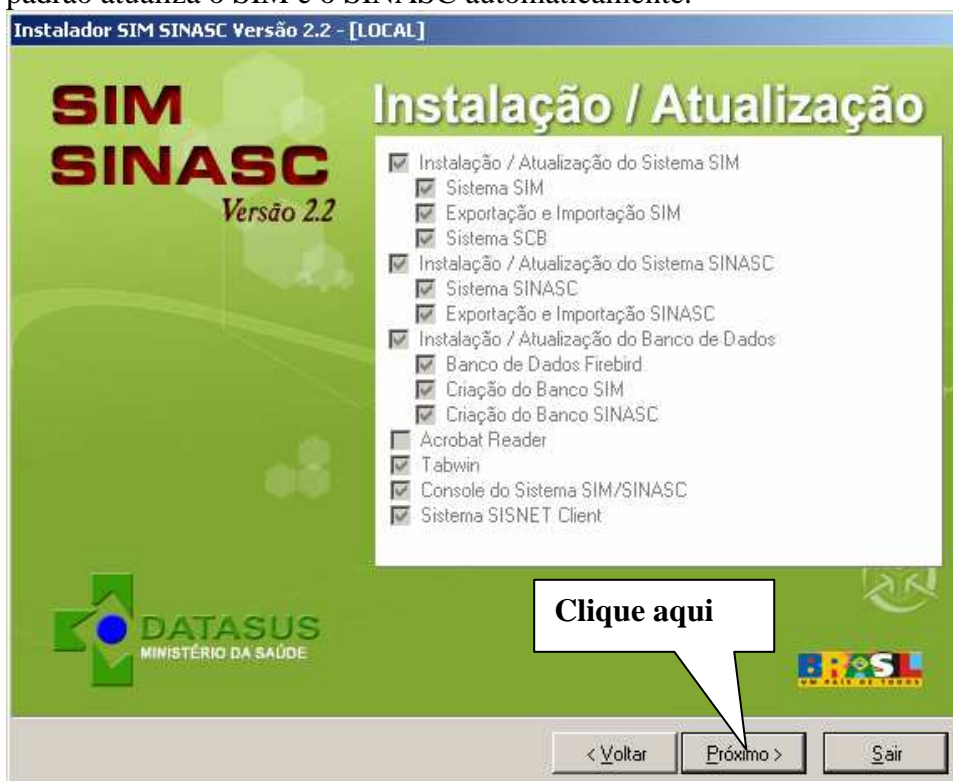 padrão atualiza o SIM e o SINASC automaticamente.
Instalador SIM SINASC Versão 2.2 - [LOCAL]
SIM
SINASC
Versão 2.2
Instalação / Atualização
Instalação / Atualização do Sistema SIM
Sistema SIM
Exportação e Importação SIM
Sistema SCB
Instalação / Atualização do Sistema SINASC
Sistema SINASC
Exportação e Importação SINASC
Instalação / Atualização do Banco de Dados
Banco de Dados Firebird
Criação do Banco SIM
Criação do Banco SINASC
Acrobat Reader
Tabwin
Console do Sistema SIM/SINASC
Sistema SISNET Client
Clique aqui
DATASUS
MINISTÉRIO DA SAÚDE
BRASIL
UM PAÍS DE TODOS
< Voltar
Próximo >
Sair